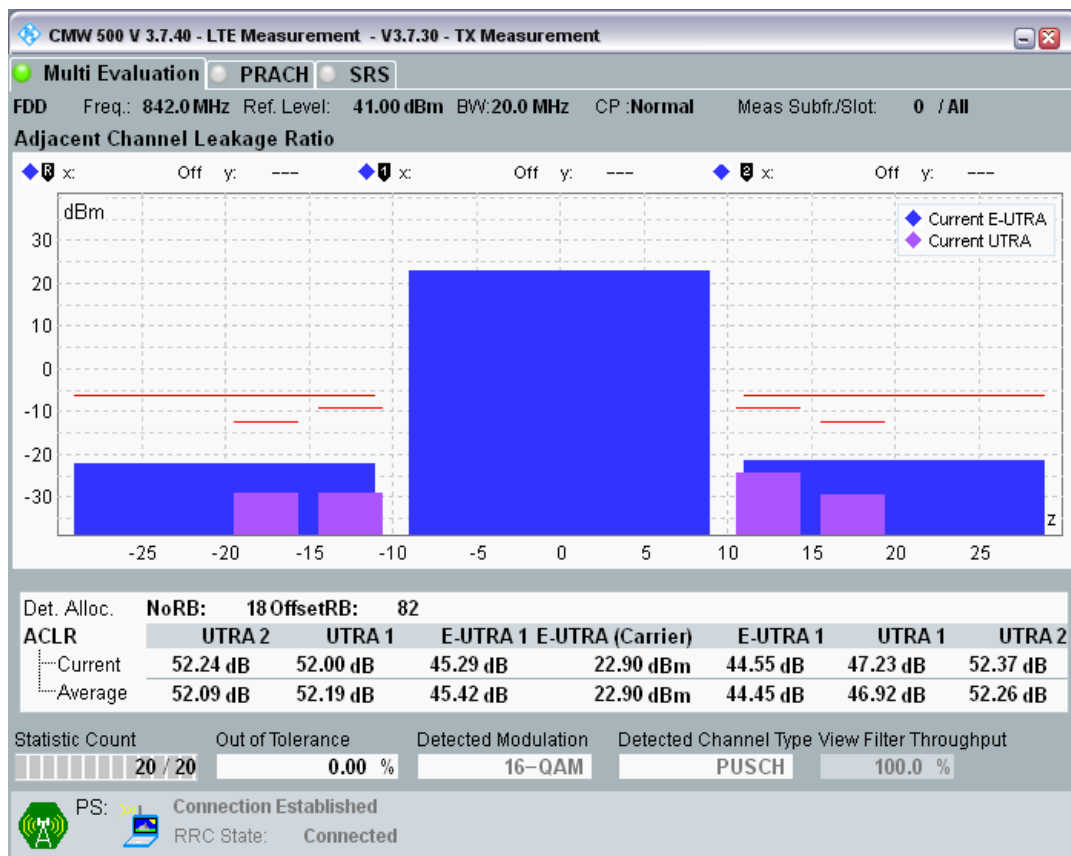 CMW 500 V 3.7.40 - LTE Measurement - V3.7.30 - TX Measurement
Multi Evaluation PRACH SRS
FDD Freq.: 842.0 MHz Ref. Level: 41.00 dBm BW: 20.0 MHz CP :Normal Meas Subfr./Slot: 0 / All
Adjacent Channel Leakage Ratio
R x: Off y: --- 1 x: Off y: --- 2 x: Off y: ---
dBm
Current E-UTRA
Current UTRA
30
20
10
0
-10
-20
-30
z
-25 -20 -15 -10 -5 0 5 10 15 20 25
Det. Alloc. NoRB: 18 OffsetRB: 82
ACLR UTRA 2 UTRA 1 E-UTRA 1 E-UTRA (Carrier) E-UTRA 1 UTRA 1 UTRA 2
Current 52.24 dB 52.00 dB 45.29 dB 22.90 dBm 44.55 dB 47.23 dB 52.37 dB
Average 52.09 dB 52.19 dB 45.42 dB 22.90 dBm 44.45 dB 46.92 dB 52.26 dB
Statistic Count Out of Tolerance Detected Modulation Detected Channel Type View Filter Throughput
20 / 20 0.00 % 16-QAM PUSCH 100.0 %
PS: Connection Established
RRC State: Connected